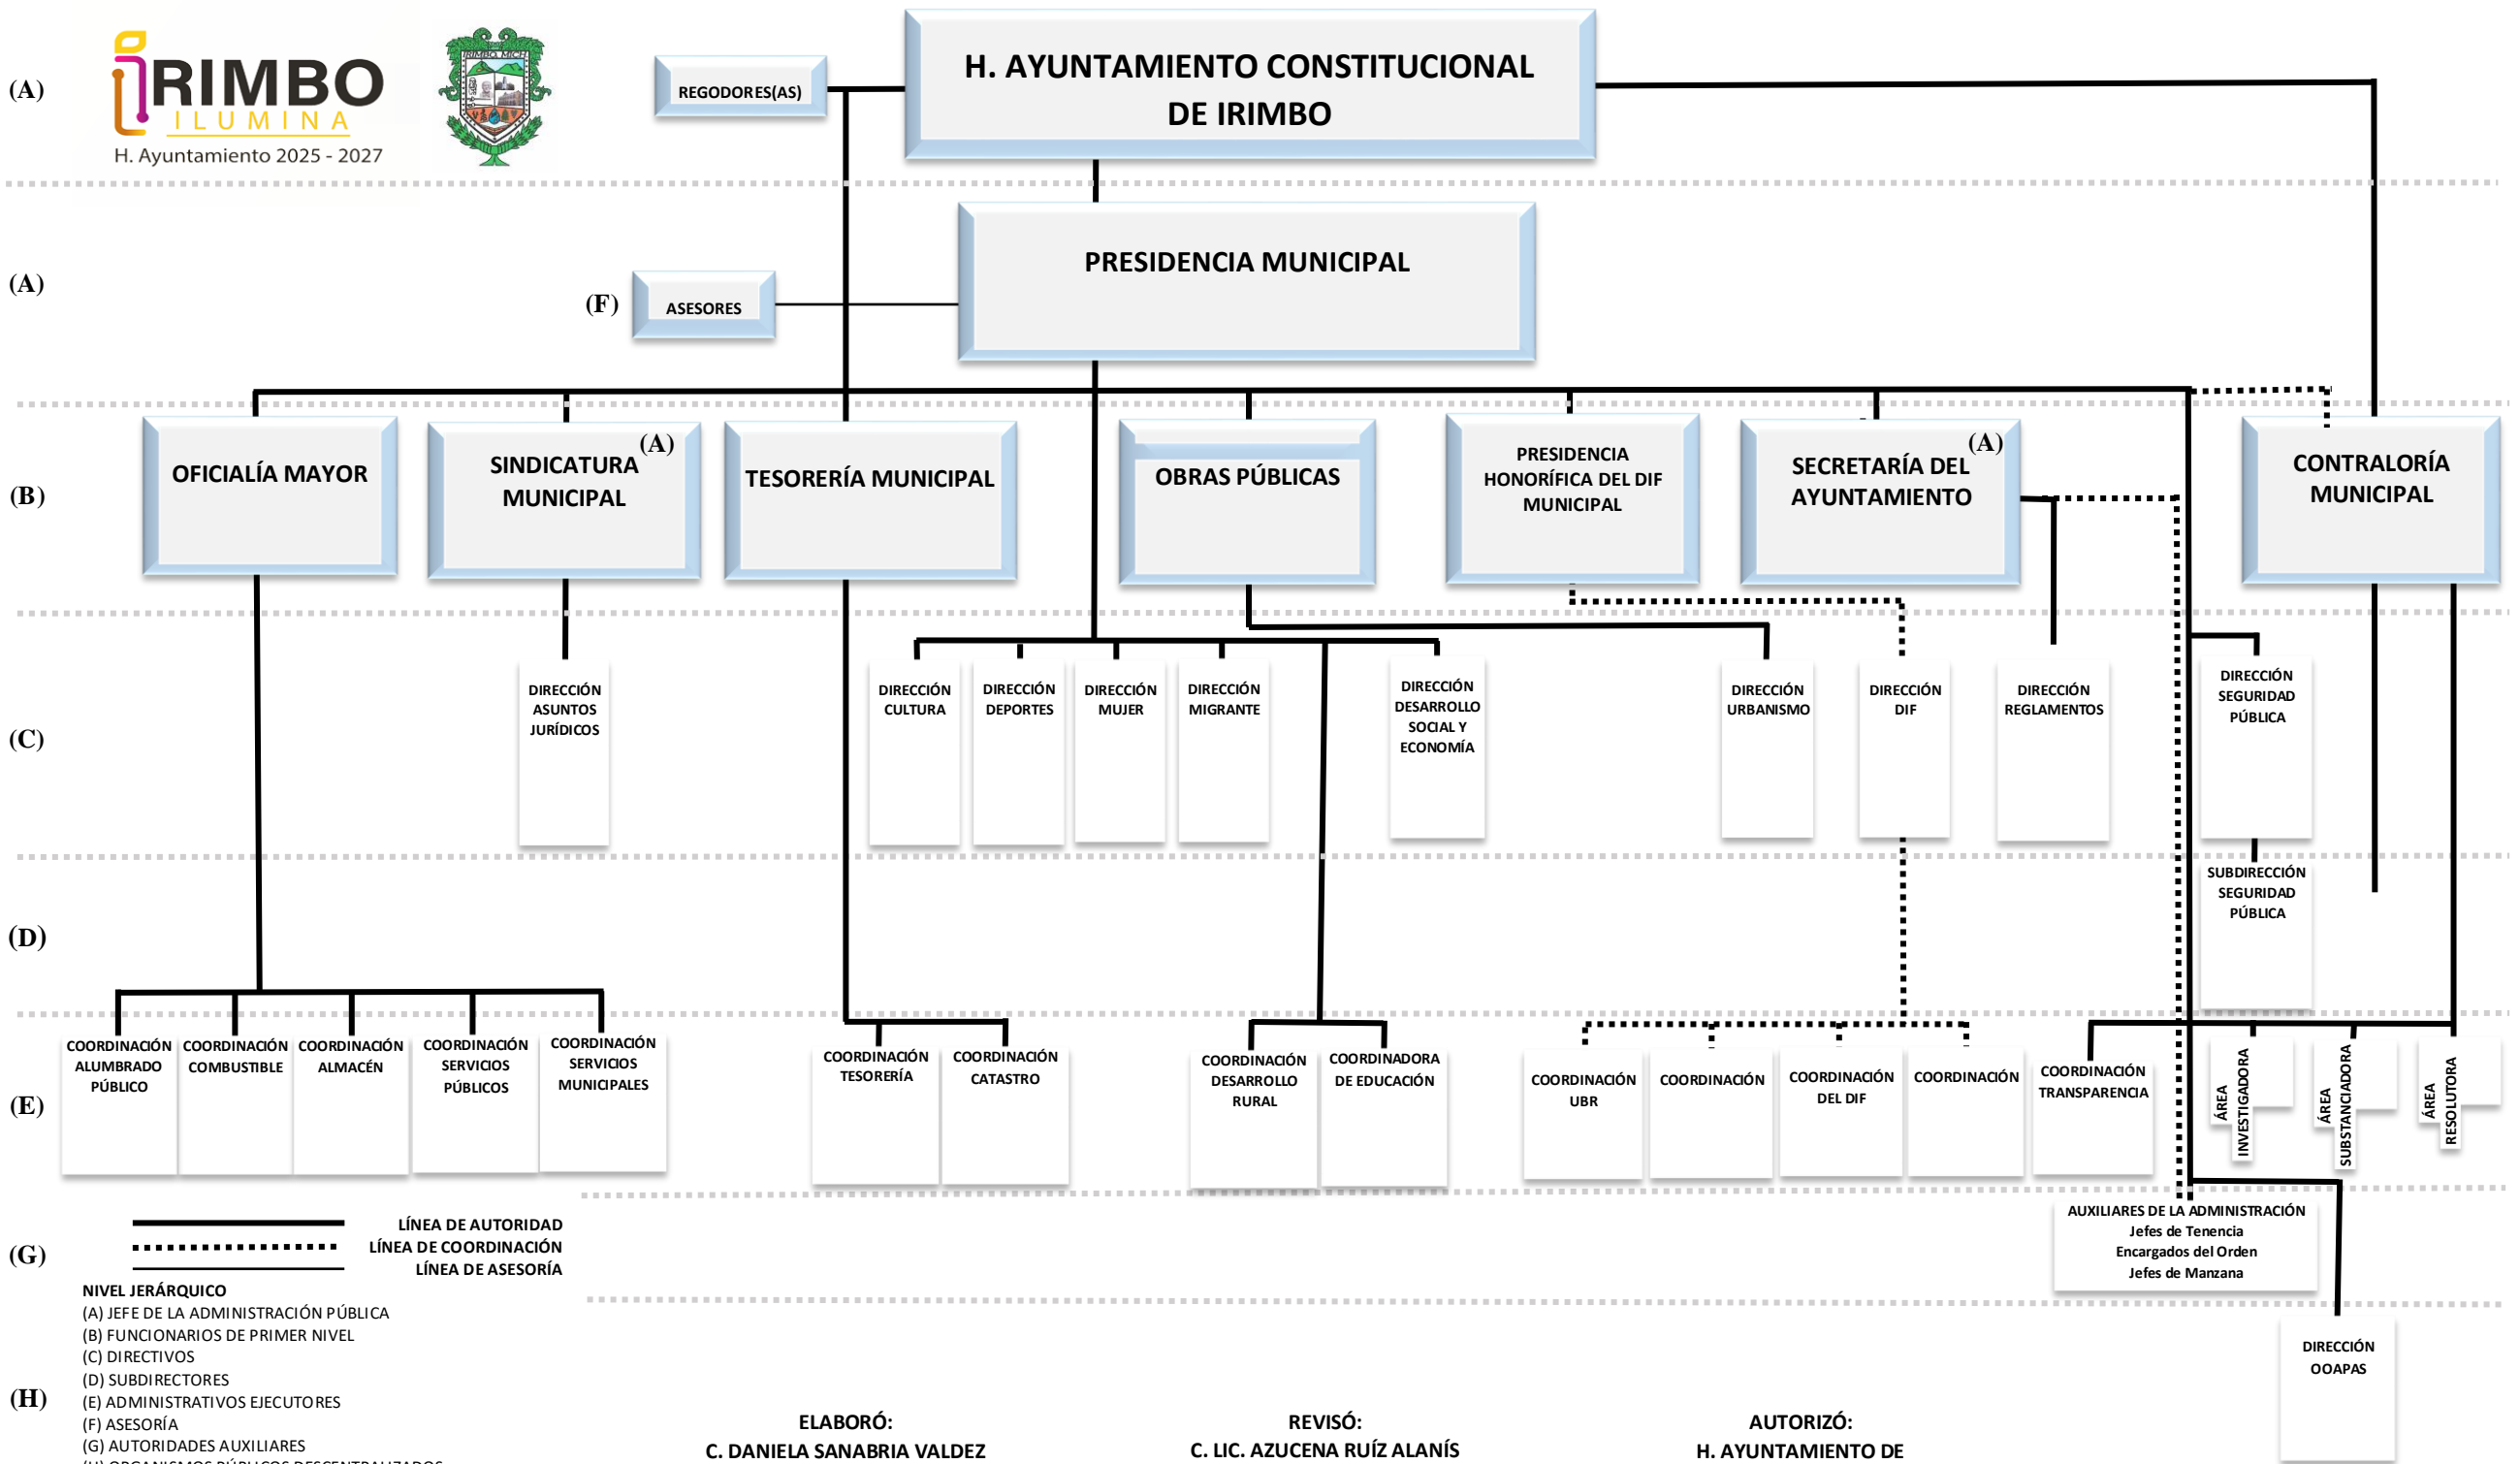 (A)
iRIMBO
ILUMINA
H. Ayuntamiento 2025 - 2027
IRIMBO, MICH.
REGODORES(AS)
H. AYUNTAMIENTO CONSTITUCIONAL
DE IRIMBO
(A)
(F)
ASESORES
PRESIDENCIA MUNICIPAL
(B)
OFICIALÍA MAYOR
SINDICATURA
MUNICIPAL
(A)
TESORERÍA MUNICIPAL
OBRAS PÚBLICAS
PRESIDENCIA
HONORÍFICA DEL DIF
MUNICIPAL
SECRETARÍA DEL
AYUNTAMIENTO
(A)
CONTRALORÍA
MUNICIPAL
(C)
DIRECCIÓN
ASUNTOS
JURÍDICOS
DIRECCIÓN
CULTURA
DIRECCIÓN
DEPORTES
DIRECCIÓN
MUJER
DIRECCIÓN
MIGRANTE
DIRECCIÓN
DESARROLLO
SOCIAL Y
ECONOMÍA
DIRECCIÓN
URBANISMO
DIRECCIÓN
DIF
DIRECCIÓN
REGLAMENTOS
DIRECCIÓN
SEGURIDAD
PÚBLICA
(D)
SUBDIRECCIÓN
SEGURIDAD
PÚBLICA
(E)
COORDINACIÓN
ALUMBRADO
PÚBLICO
COORDINACIÓN
COMBUSTIBLE
COORDINACIÓN
ALMACÉN
COORDINACIÓN
SERVICIOS
PÚBLICOS
COORDINACIÓN
SERVICIOS
MUNICIPALES
COORDINACIÓN
TESORERÍA
COORDINACIÓN
CATASTRO
COORDINACIÓN
DESARROLLO
RURAL
COORDINADORA
DE EDUCACIÓN
COORDINACIÓN
UBR
COORDINACIÓN
COORDINACIÓN
DEL DIF
COORDINACIÓN
COORDINACIÓN
TRANSPARENCIA
ÁREA
INVESTIGADORA
ÁREA
SUBSTANCIADORA
ÁREA
RESOLUTORA
(G)
LÍNEA DE AUTORIDAD
LÍNEA DE COORDINACIÓN
LÍNEA DE ASESORÍA
AUXILIARES DE LA ADMINISTRACIÓN
Jefes de Tenencia
Encargados del Orden
Jefes de Manzana
NIVEL JERÁRQUICO
(A) JEFE DE LA ADMINISTRACIÓN PÚBLICA
(B) FUNCIONARIOS DE PRIMER NIVEL
(C) DIRECTIVOS
(D) SUBDIRECTORES
(E) ADMINISTRATIVOS EJECUTORES
(F) ASESORÍA
(G) AUTORIDADES AUXILIARES
(H) ORGANISMOS PÚBLICOS DESCENTRALIZADOS
(H)
DIRECCIÓN
OOAPAS
ELABORÓ:
C. DANIELA SANABRIA VALDEZ
REVISÓ:
C. LIC. AZUCENA RUÍZ ALANÍS
AUTORIZÓ:
H. AYUNTAMIENTO DE